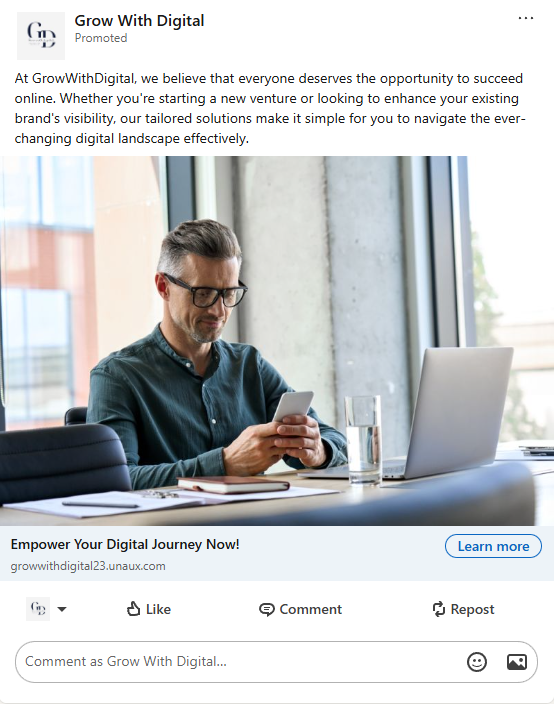 GD
Grow With Digital
Promoted
At GrowWithDigital, we believe that everyone deserves the opportunity to succeed
online. Whether you're starting a new venture or looking to enhance your existing
brand's visibility, our tailored solutions make it simple for you to navigate the ever-
changing digital landscape effectively.
Empower Your Digital Journey Now!
growwithdigital23.unaux.com
Learn more
GD
Like
Comment
Repost
Comment as Grow With Digital...